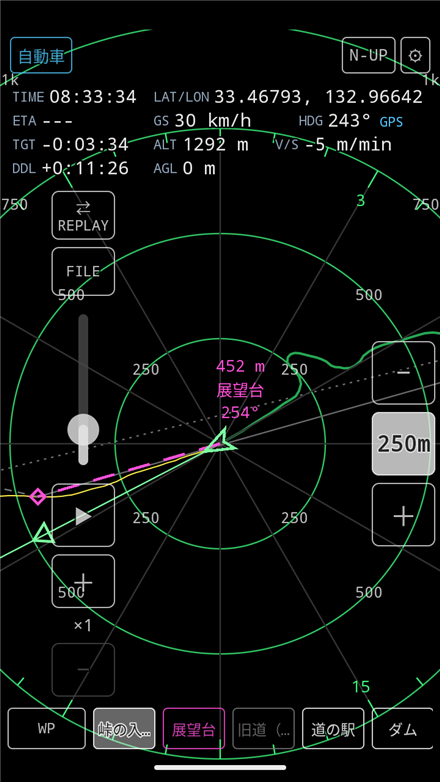 自動車
N-UP
1k
1k
TIME 08:33:34 LAT/LON 33.46793, 132.96642
ETA --- GS 30 km/h HDG 243° GPS
TGT -0:03:34 ALT 1292 m V/S -5 m/min
DDL +0:11:26 AGL 0 m
750
3
750
REPLAY
FILE
500
500
250
452 m
250
展望台
254°
250m
250
250
500
500
×1
15
WP
峠の入…
展望台
旧道 (…
道の駅
ダム